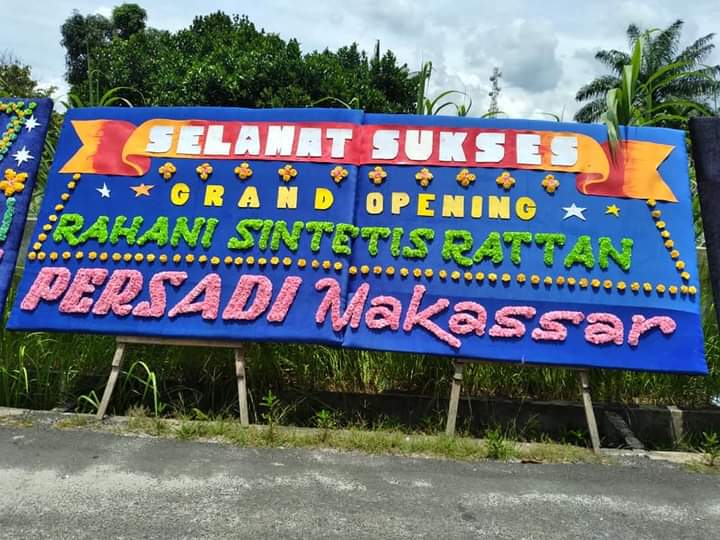 SELAMAT SUKSES
GRAND OPENING
RAHANI SINTETIS RATTAN
PERSADI Makassar